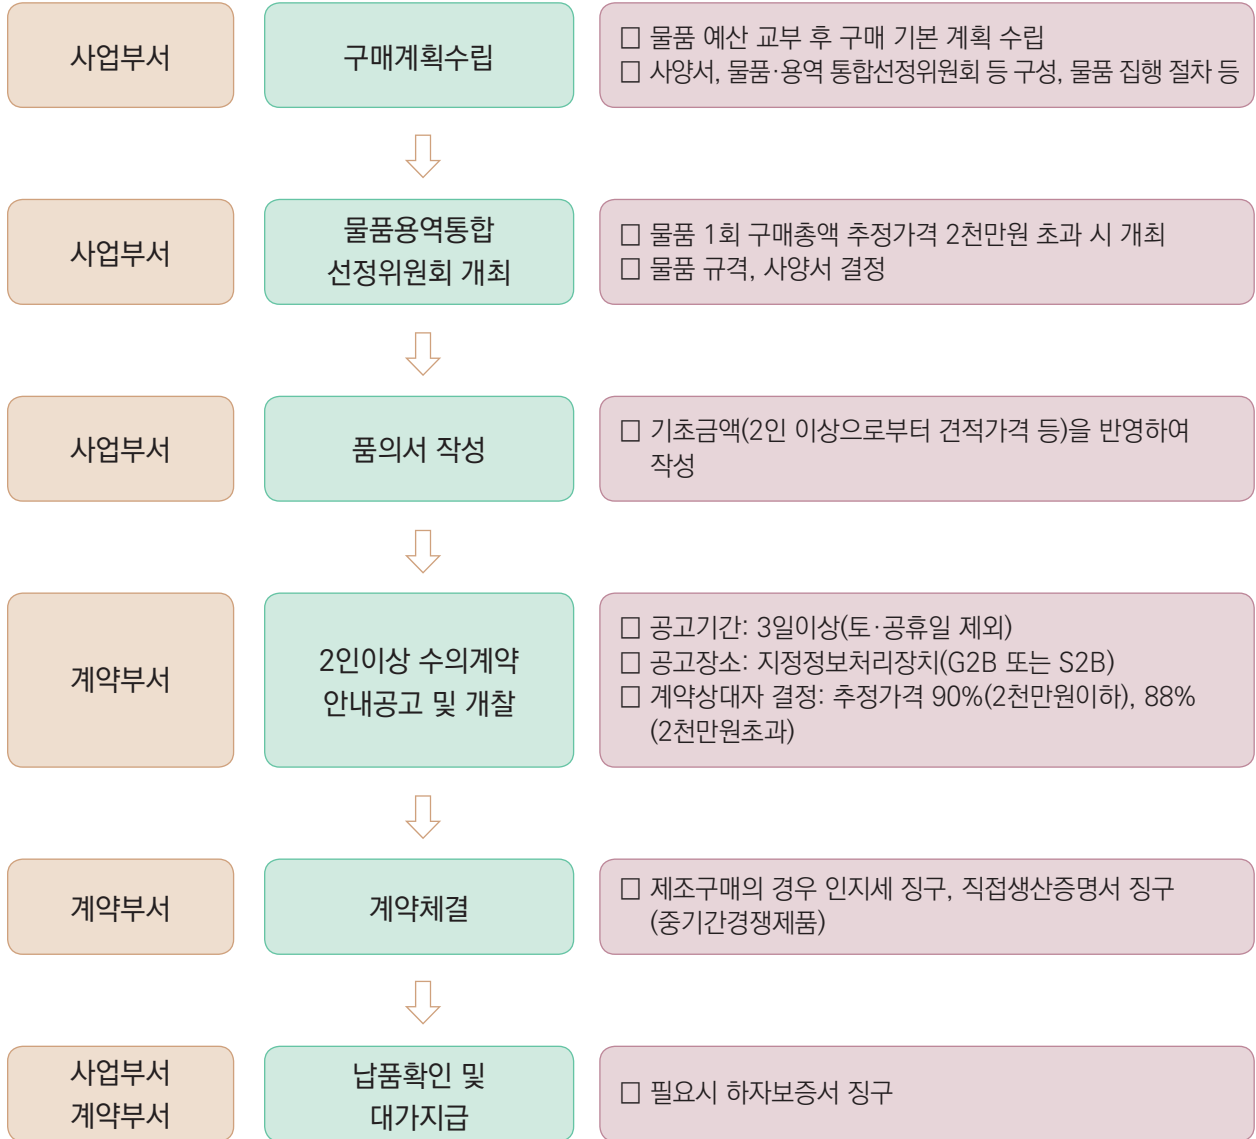 사업부서
구매계획수립
□ 물품 예산 교부 후 구매 기본 계획 수립
□ 사양서, 물품·용역 통합선정위원회 등 구성, 물품 집행 절차 등
사업부서
물품용역통합
선정위원회 개최
□ 물품 1회 구매총액 추정가격 2천만원 초과 시 개최
□ 물품 규격, 사양서 결정
사업부서
품의서 작성
□ 기초금액(2인 이상으로부터 견적가격 등)을 반영하여
작성
계약부서
2인이상 수의계약
안내공고 및 개찰
□ 공고기간: 3일이상(토·공휴일 제외)
□ 공고장소: 지정정보처리장치(G2B 또는 S2B)
□ 계약상대자 결정: 추정가격 90%(2천만원이하), 88%
(2천만원초과)
계약부서
계약체결
□ 제조구매의 경우 인지세 징구, 직접생산증명서 징구
(중기간경쟁제품)
사업부서
계약부서
납품확인 및
대가지급
□ 필요시 하자보증서 징구